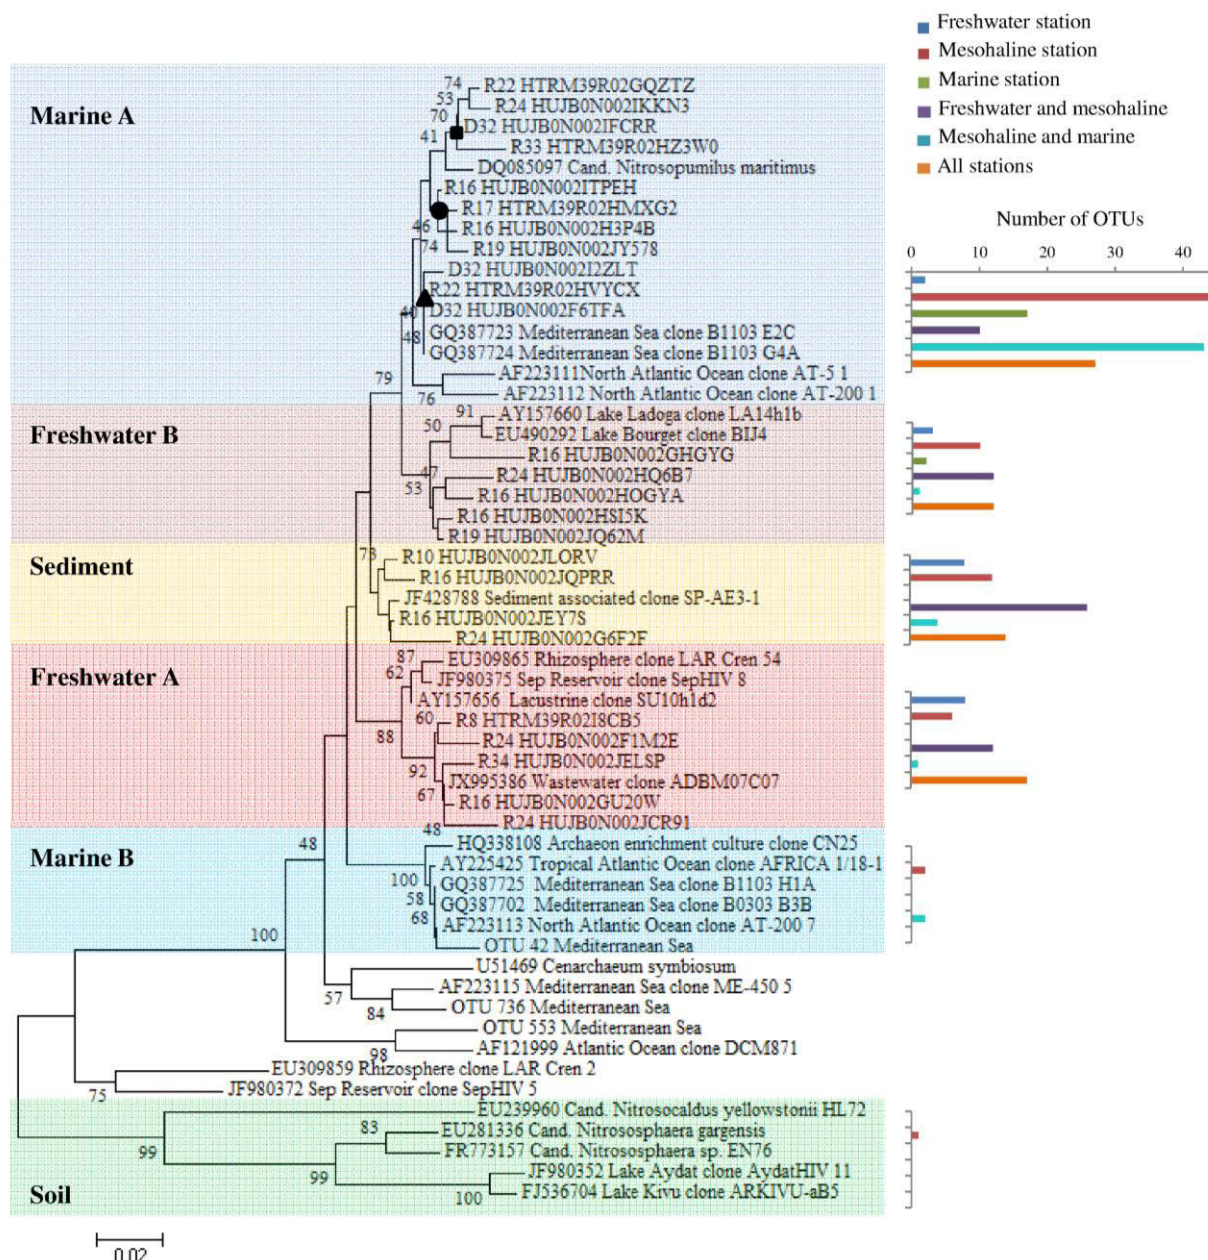 Freshwater station
Mesohaline station
Marine station
Freshwater and mesohaline
Mesohaline and marine
All stations
Number of OTUs
0 10 20 30 40
Marine A
74 R22 HTRM39R02GQZTZ
53 R24 HUJB0N002IKKN3
70 D32 HUJB0N002IFCRR
41 R33 HTRM39R02HZ3W0
DQ085097 Cand. Nitrosopumilus maritimus
R16 HUJB0N002ITPEH
R17 HTRM39R02HMXG2
46 R16 HUJB0N002H3P4B
74 R19 HUJB0N002JY578
D32 HUJB0N002I2ZLT
R22 HTRM39R02HVYCX
40 D32 HUJB0N002F6TFA
48 GQ387723 Mediterranean Sea clone B1103 E2C
GQ387724 Mediterranean Sea clone B1103 G4A
79 AF223111North Atlantic Ocean clone AT-5 1
76 AF223112 North Atlantic Ocean clone AT-200 1
Freshwater B
91 AY157660 Lake Ladoga clone LA14h1b
50 EU490292 Lake Bourget clone BIJ4
R16 HUJB0N002GHGYG
47 R24 HUJB0N002HQ6B7
53 R16 HUJB0N002HOGYA
R16 HUJB0N002HSI5K
R19 HUJB0N002JQ62M
Sediment
73 R10 HUJB0N002JLORV
R16 HUJB0N002JQPRR
JF428788 Sediment associated clone SP-AE3-1
R16 HUJB0N002JEY7S
R24 HUJB0N002G6F2F
Freshwater A
87 EU309865 Rhizosphere clone LAR Cren 54
62 JF980375 Sep Reservoir clone SepHIV 8
AY157656 Lacustrine clone SU10h1d2
60 R8 HTRM39R02I8CB5
88 R24 HUJB0N002F1M2E
R34 HUJB0N002JELSP
92 JX995386 Wastewater clone ADBM07C07
67 R16 HUJB0N002GU20W
48 R24 HUJB0N002JCR91
Marine B
48 HQ338108 Archaeon enrichment culture clone CN25
AY225425 Tropical Atlantic Ocean clone AFRICA 1/18-1
100 GQ387725 Mediterranean Sea clone B1103 H1A
58 GQ387702 Mediterranean Sea clone B0303 B3B
68 AF223113 North Atlantic Ocean clone AT-200 7
100 OTU 42 Mediterranean Sea
U51469 Cenarchaeum symbiosum
57 AF223115 Mediterranean Sea clone ME-450 5
84 OTU 736 Mediterranean Sea
OTU 553 Mediterranean Sea
98 AF121999 Atlantic Ocean clone DCM871
EU309859 Rhizosphere clone LAR Cren 2
75 JF980372 Sep Reservoir clone SepHIV 5
EU239960 Cand. Nitrosocaldus yellowstonii HL72
83 EU281336 Cand. Nitrososphaera gargensis
99 FR773157 Cand. Nitrososphaera sp. EN76
99 JF980352 Lake Aydat clone AydatHIV 11
100 FJ536704 Lake Kivu clone ARKIVU-aB5
Soil
0.02